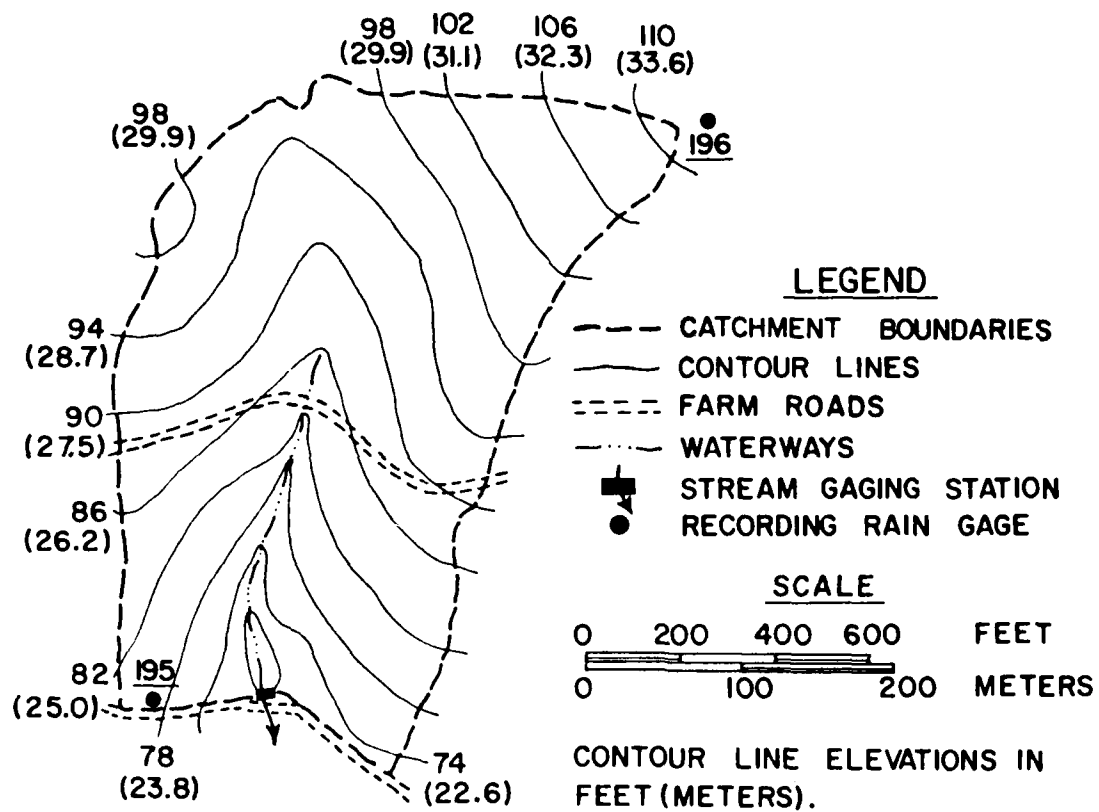 98
(29.9)
102
(31.1)
106
(32.3)
110
(33.6)
98
(29.9)
196
94
(28.7)
90
(27.5)
86
(26.2)
82
(25.0)
195
78
(23.8)
74
(22.6)
LEGEND
CATCHMENT BOUNDARIES
CONTOUR LINES
FARM ROADS
WATERWAYS
STREAM GAGING STATION
RECORDING RAIN GAGE
SCALE
0 200 400 600 FEET
0 100 200 METERS
CONTOUR LINE ELEVATIONS IN
FEET (METERS).